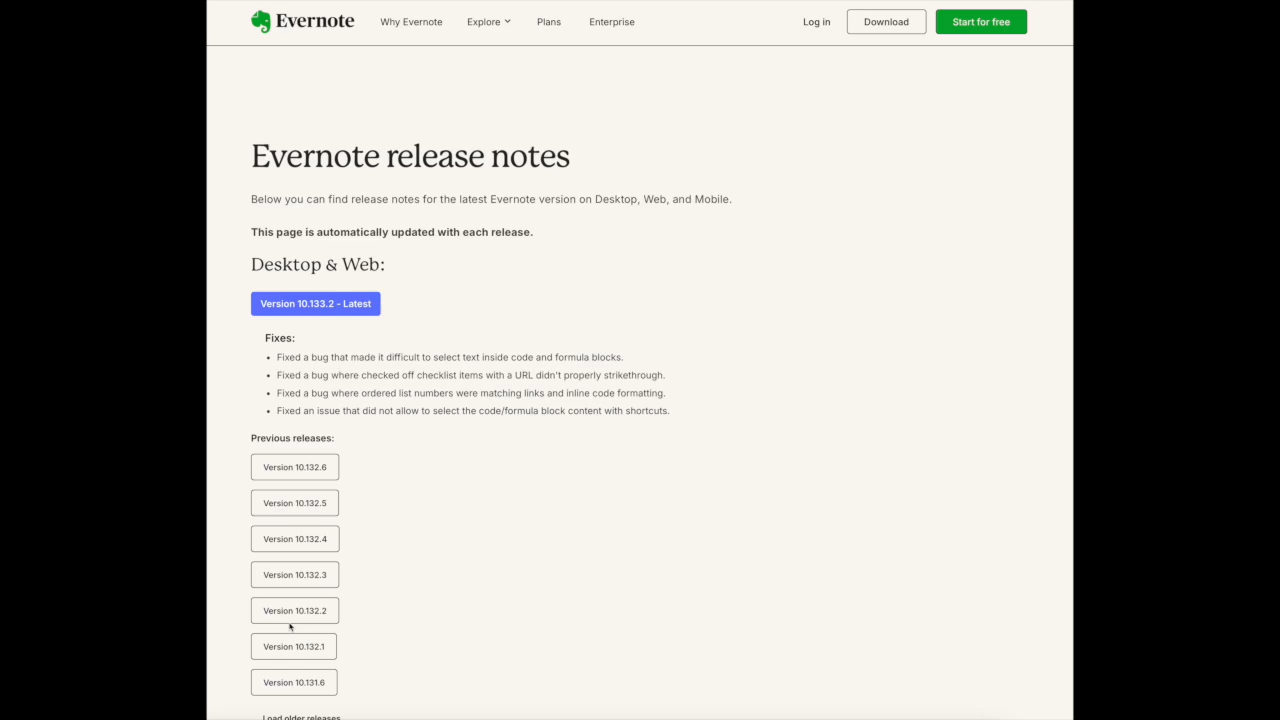 Evernote Why Evernote Explore Plans Enterprise Log in Download Start for free
Evernote release notes
Below you can find release notes for the latest Evernote version on Desktop, Web, and Mobile.
This page is automatically updated with each release.
Desktop & Web:
Version 10.133.2 - Latest
Fixes:
• Fixed a bug that made it difficult to select text inside code and formula blocks.
• Fixed a bug where checked off checklist items with a URL didn't properly strikethrough.
• Fixed a bug where ordered list numbers were matching links and inline code formatting.
• Fixed an issue that did not allow to select the code/formula block content with shortcuts.
Previous releases:
Version 10.132.6
Version 10.132.5
Version 10.132.4
Version 10.132.3
Version 10.132.2
Version 10.132.1
Version 10.131.6
Load older releases